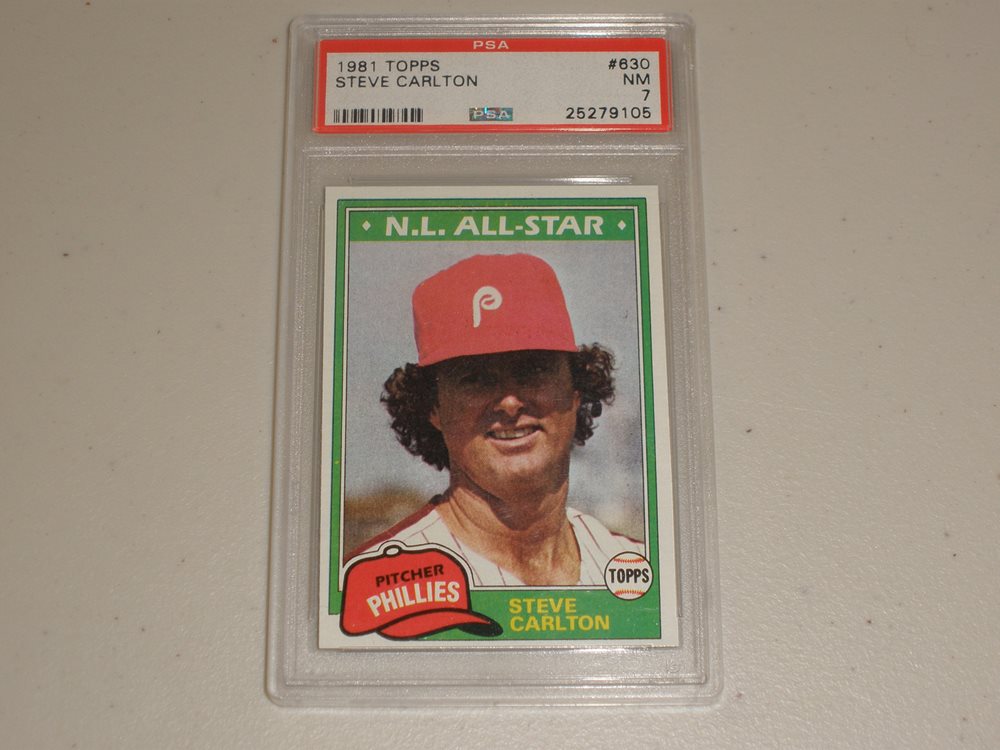 PSA
1981 TOPPS #630
STEVE CARLTON NM
7
PSA 25279105
N.L. ALL-STAR
P
PITCHER
PHILLIES
TOPPS
STEVE
CARLTON